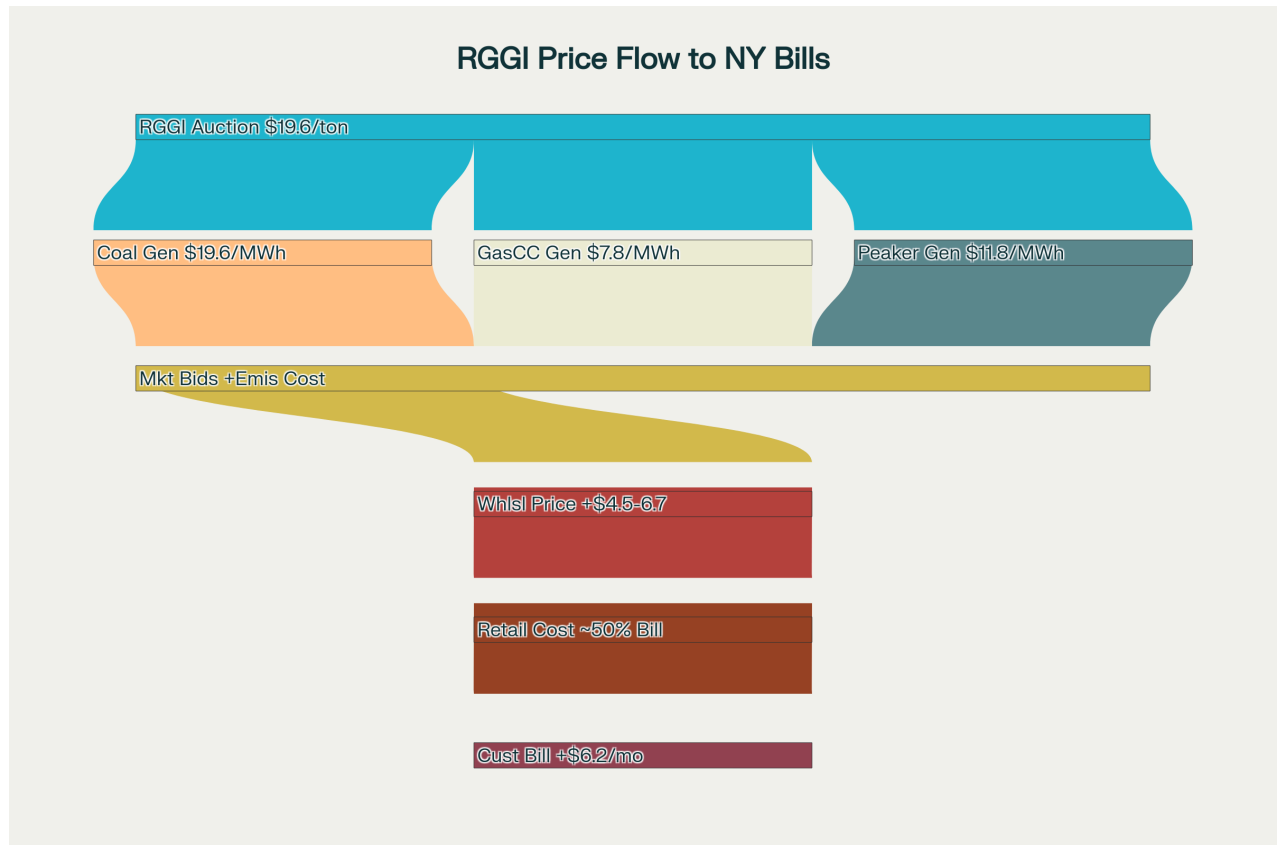 RGGI Price Flow to NY Bills
RGGI Auction $19.6/ton
Coal Gen $19.6/MWh
GasCC Gen $7.8/MWh
Peaker Gen $11.8/MWh
Mkt Bids +Emis Cost
Whlsl Price +$4.5-6.7
Retail Cost ~50% Bill
Cust Bill +$6.2/mo